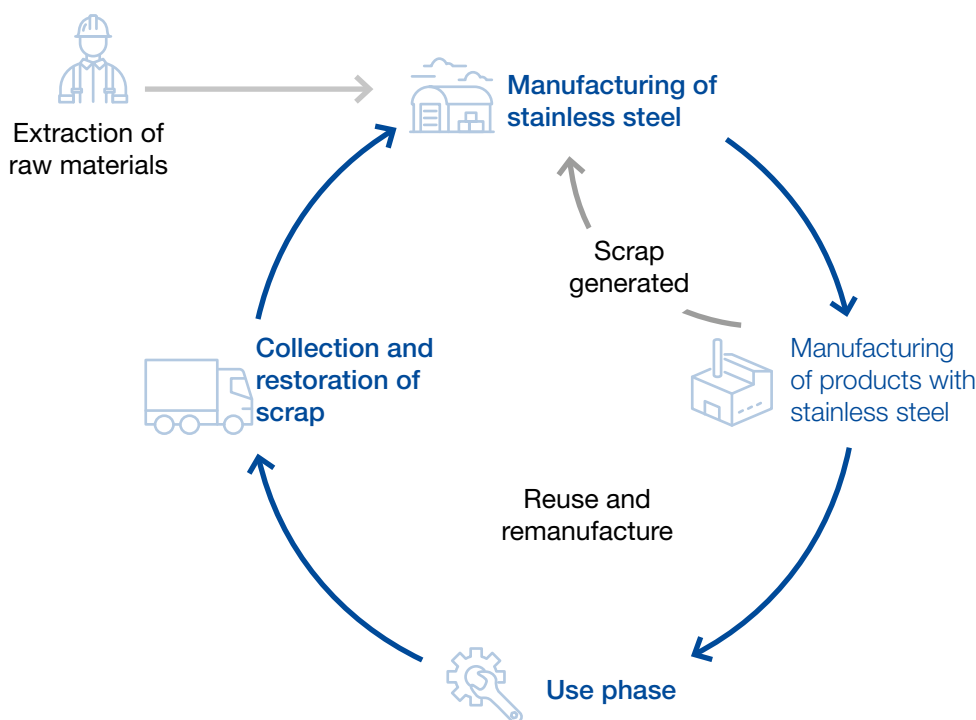 Extraction of
raw materials
Manufacturing of
stainless steel
Scrap
generated
Manufacturing
of products with
stainless steel
Collection and
restoration of
scrap
Reuse and
remanufacture
Use phase